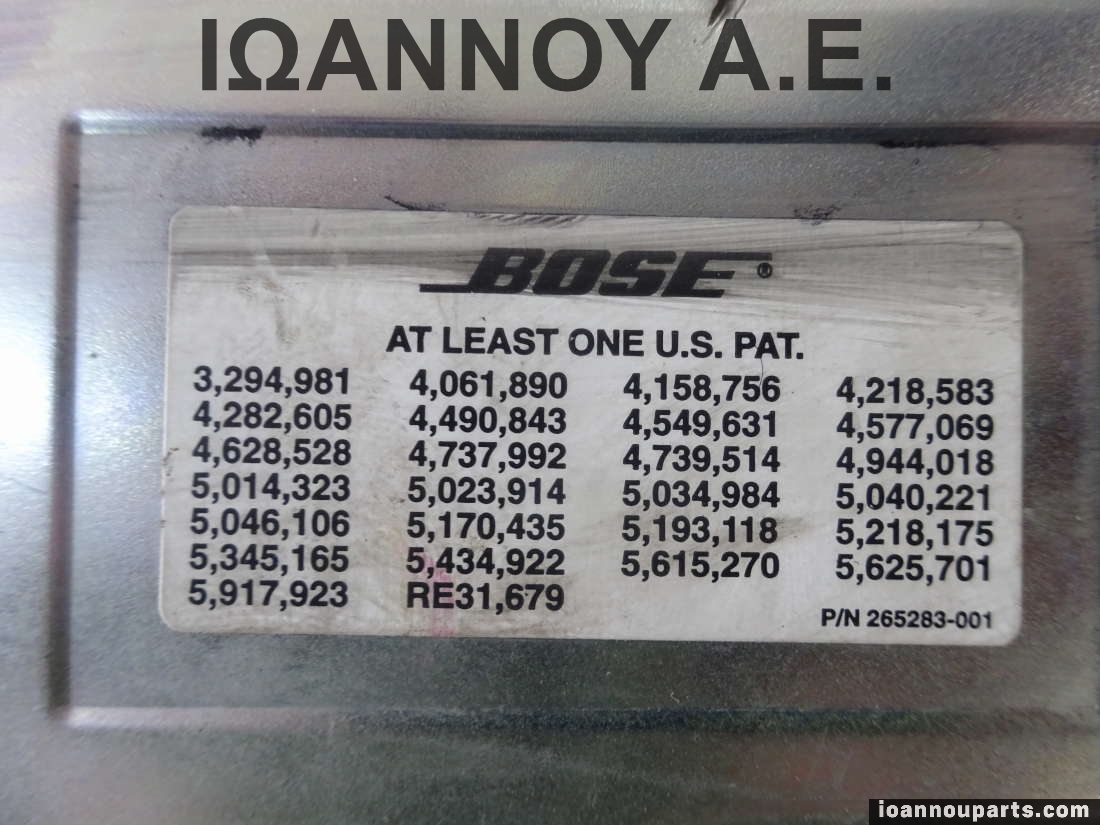 ΙΩΑΝΝΟΥ Α.Ε.
BOSE®
AT LEAST ONE U.S. PAT.
3,294,981 4,061,890 4,158,756 4,218,583
4,282,605 4,490,843 4,549,631 4,577,069
4,628,528 4,737,992 4,739,514 4,944,018
5,014,323 5,023,914 5,034,984 5,040,221
5,046,106 5,170,435 5,193,118 5,218,175
5,345,165 5,434,922 5,615,270 5,625,701
5,917,923 RE31,679
P/N 265283-001
ioannouparts.com